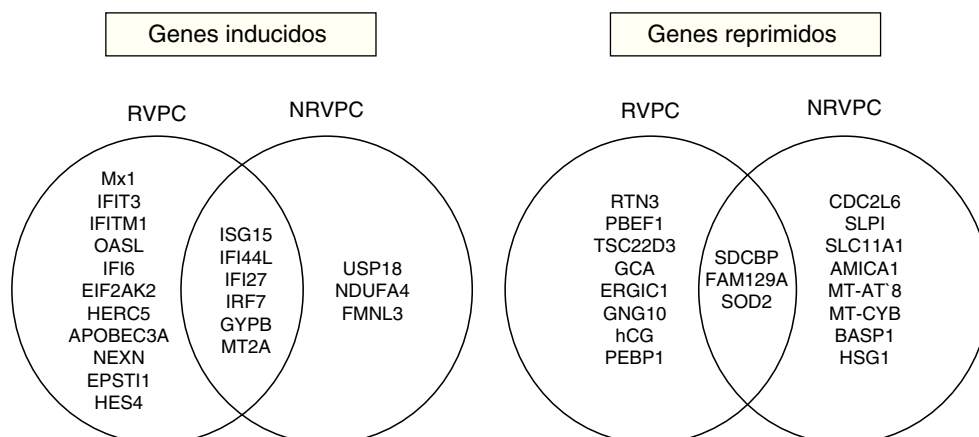 Genes inducidos
RVPC
NRVPC
Mx1
IFIT3
IFITM1
OASL
IFI6
EIF2AK2
HERC5
APOBEC3A
NEXN
EPSTI1
HES4
ISG15
IFI44L
IFI27
IRF7
GYPB
MT2A
USP18
NDUFA4
FMNL3
Genes reprimidos
RVPC
NRVPC
RTN3
PBEF1
TSC22D3
GCA
ERGIC1
GNG10
hCG
PEBP1
SDCBP
FAM129A
SOD2
CDC2L6
SLPI
SLC11A1
AMICA1
MT-AT`8
MT-CYB
BASP1
HSG1